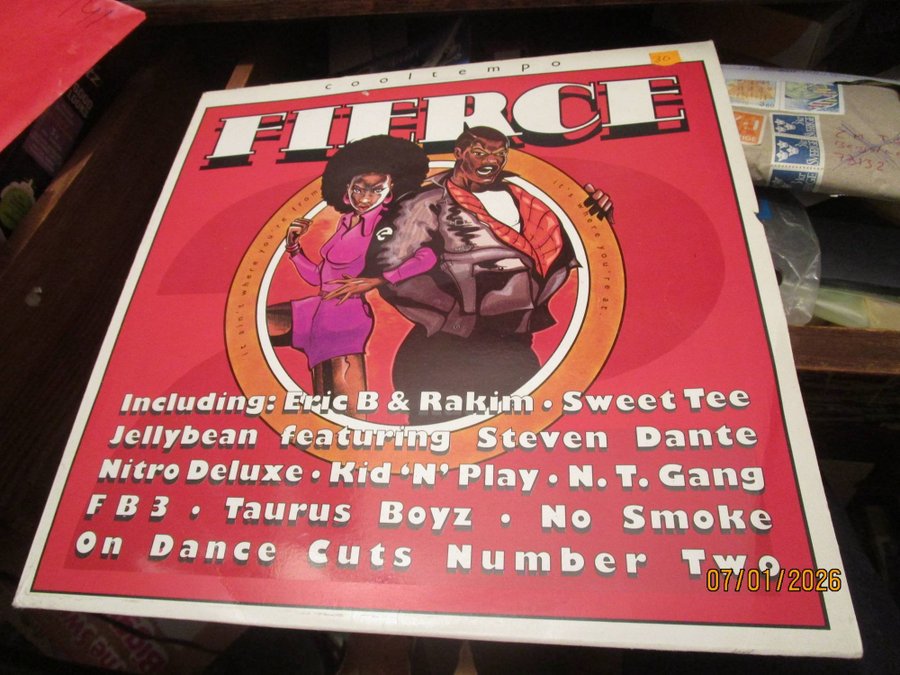 30
cooltempo
FIERCE
it ain't where you're from
it's where you're at.
Including: Eric B & Rakim • Sweet Tee
Jellybean featuring Steven Dante
Nitro Deluxe • Kid 'N' Play • N. T. Gang
F B 3 • Taurus Boyz • No Smoke
On Dance Cuts Number Two
07/01/2026